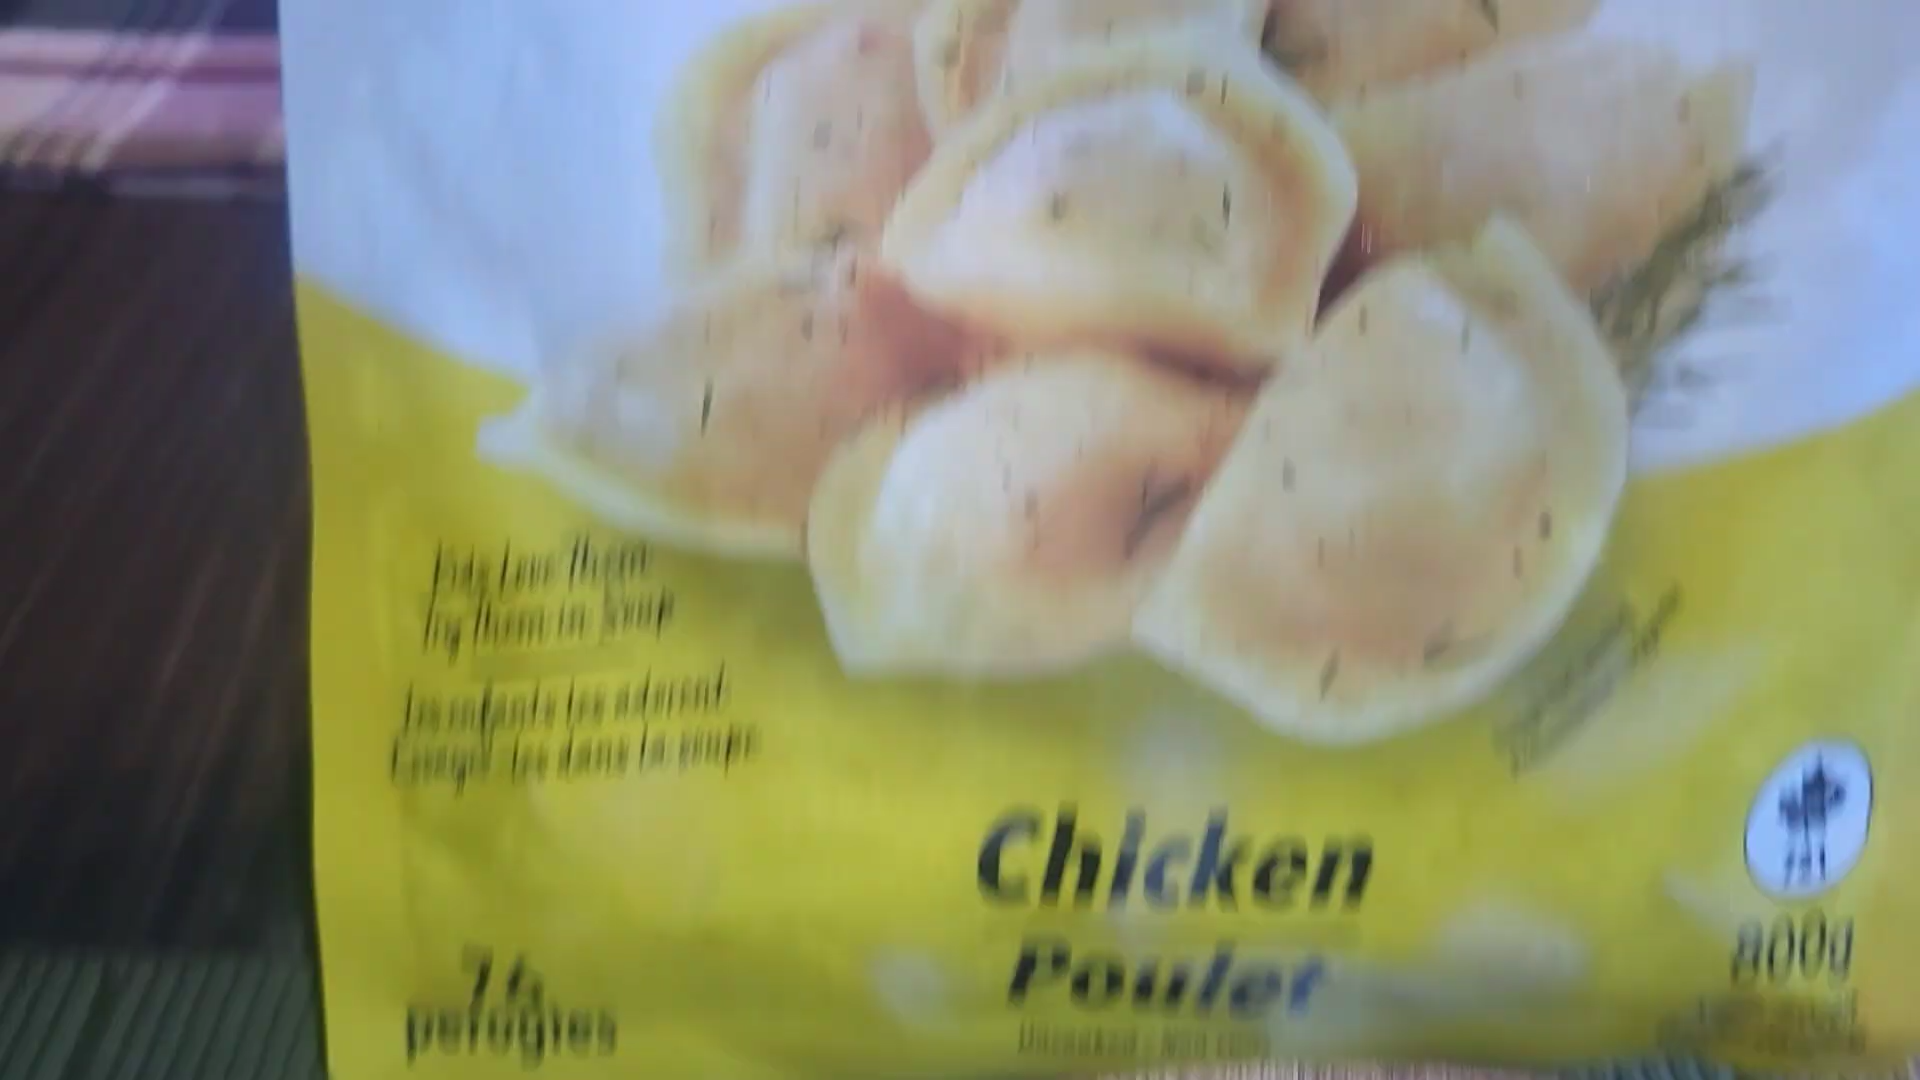 Kids Love Them
Try Them in Soup
Les enfants les adorent
Essayez les dans la soupe
Chicken
Poulet
perogies
800g